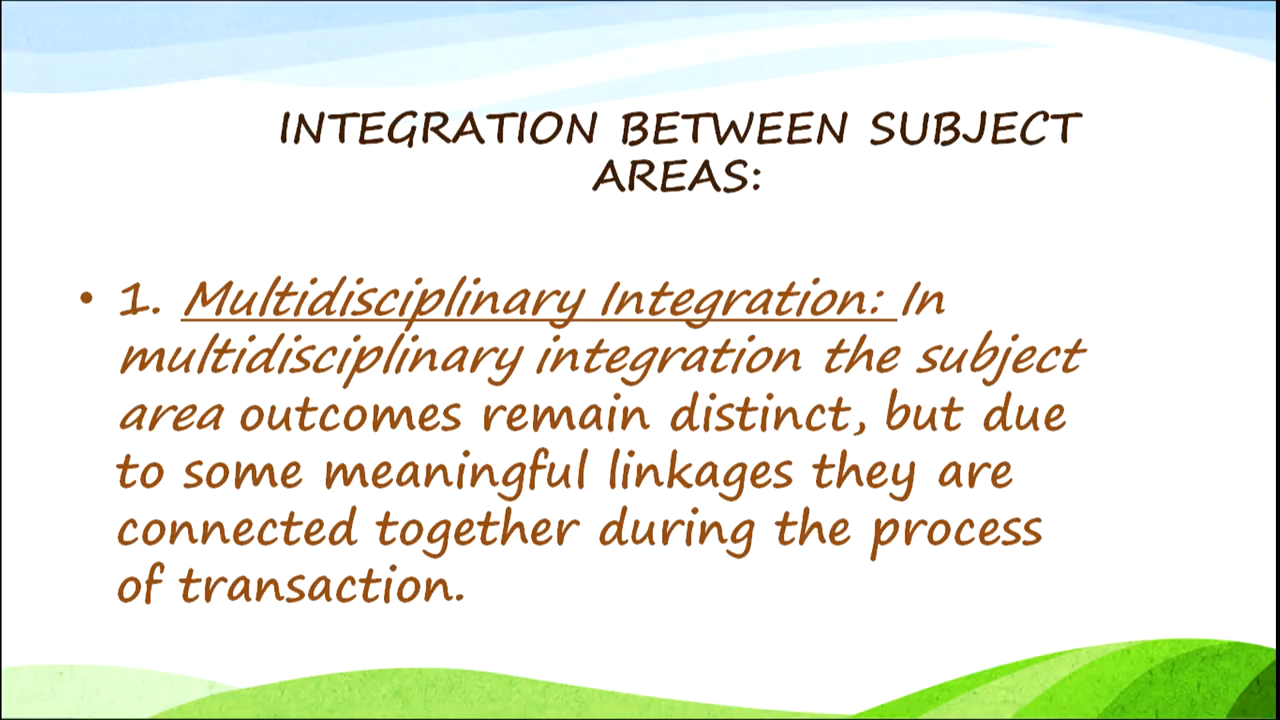 INTEGRATION BETWEEN SUBJECT
AREAS:
• 1. Multidisciplinary Integration: In
multidisciplinary integration the subject
area outcomes remain distinct, but due
to some meaningful linkages they are
connected together during the process
of transaction.